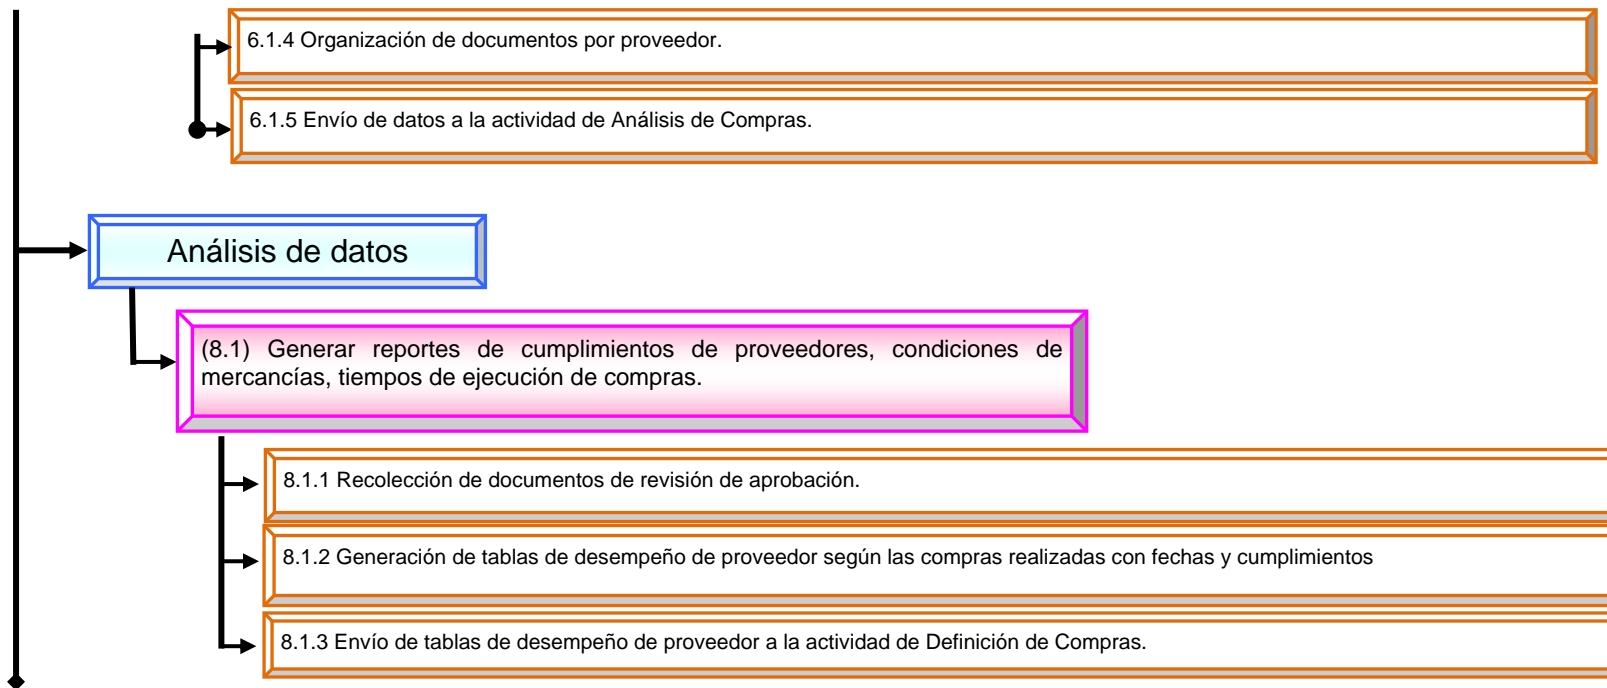 6.1.4 Organización de documentos por proveedor.
6.1.5 Envío de datos a la actividad de Análisis de Compras.
Análisis de datos
(8.1) Generar reportes de cumplimientos de proveedores, condiciones de
mercancías, tiempos de ejecución de compras.
8.1.1 Recolección de documentos de revisión de aprobación.
8.1.2 Generación de tablas de desempeño de proveedor según las compras realizadas con fechas y cumplimientos
8.1.3 Envío de tablas de desempeño de proveedor a la actividad de Definición de Compras.